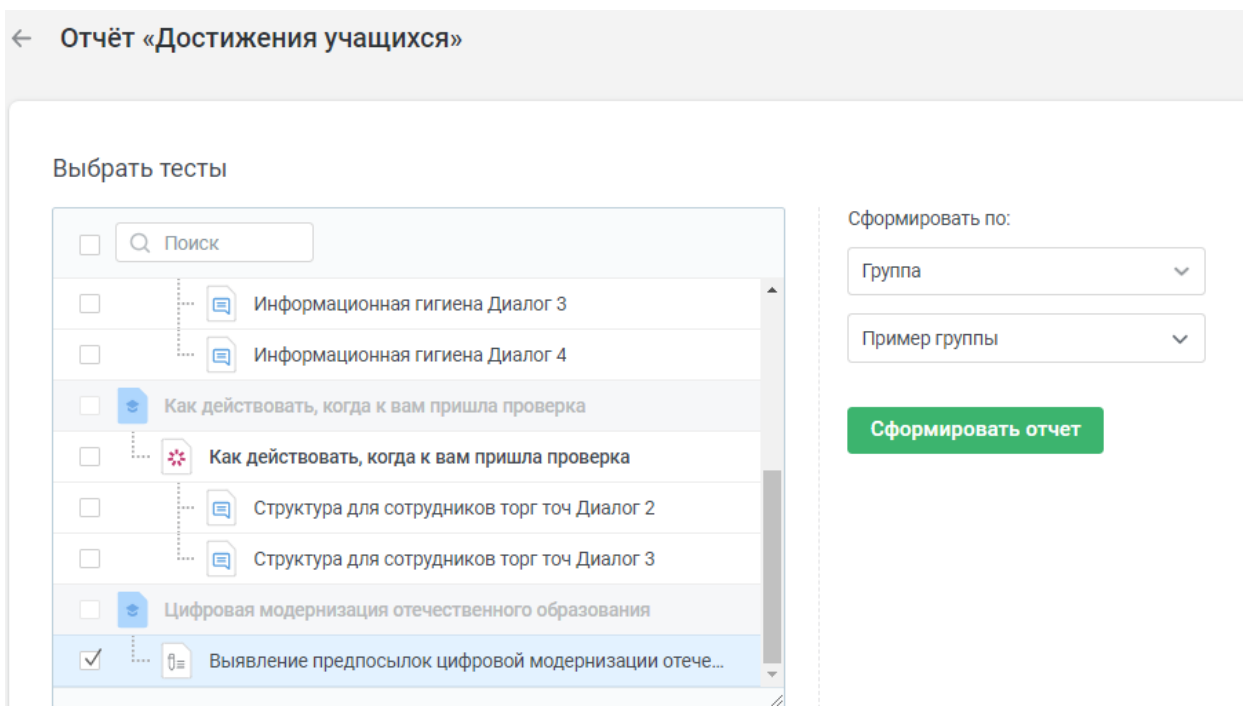 Отчёт «Достижения учащихся»
Выбрать тесты
Поиск
Информационная гигиена Диалог 3
Информационная гигиена Диалог 4
Как действовать, когда к вам пришла проверка
Как действовать, когда к вам пришла проверка
Структура для сотрудников торг точ Диалог 2
Структура для сотрудников торг точ Диалог 3
Цифровая модернизация отечественного образования
Выявление предпосылок цифровой модернизации отече...
Сформировать по:
Группа
Пример группы
Сформировать отчет